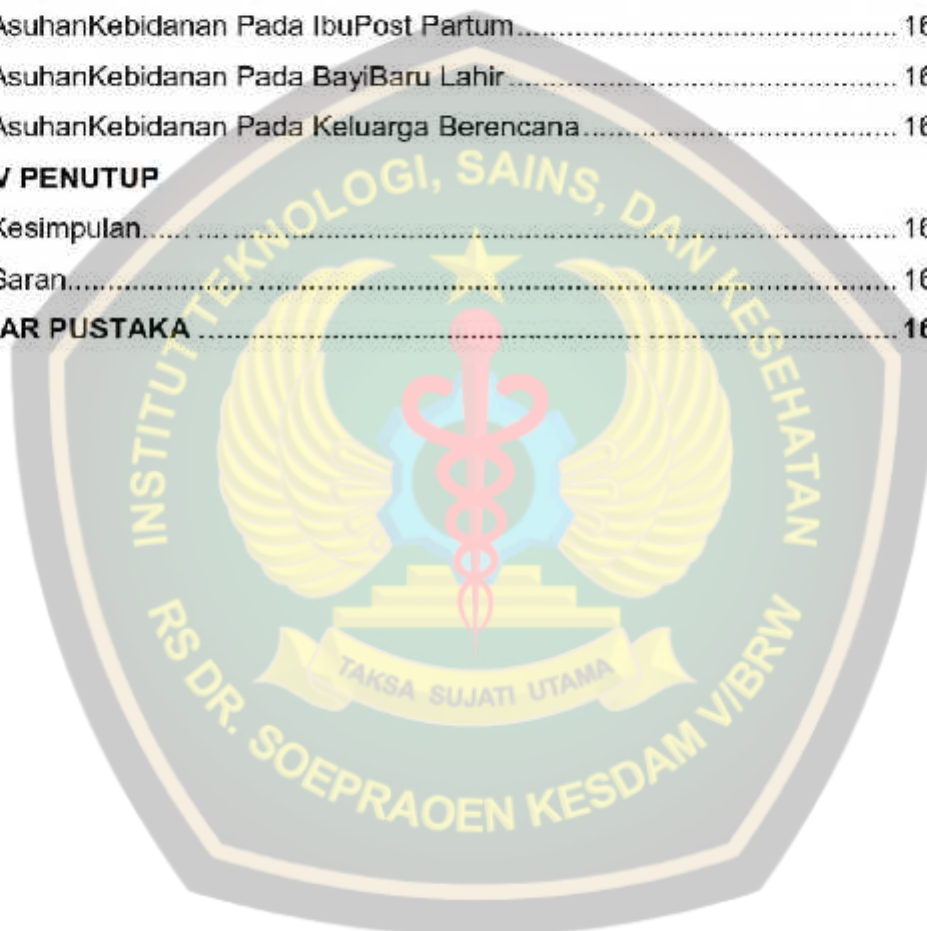 AsuhanKebidanan Pada IbuPost Partum........................................................ 16
AsuhanKebidanan Pada BayiBaru Lahir........................................................ 16
AsuhanKebidanan Pada Keluarga Berencana............................................. 16
V PENUTUP
Kesimpulan...... ...................................................................................... 16
Saran............................ .......................................................................... 16
AR PUSTAKA ................................................................. ..................... 16
INSTITUT TEKNOLOGI, SAINS, DAN KESEHATAN
TAKSA SUJATI UTAMA
RS DR. SOEPRAOEN KESDAM V/BRW